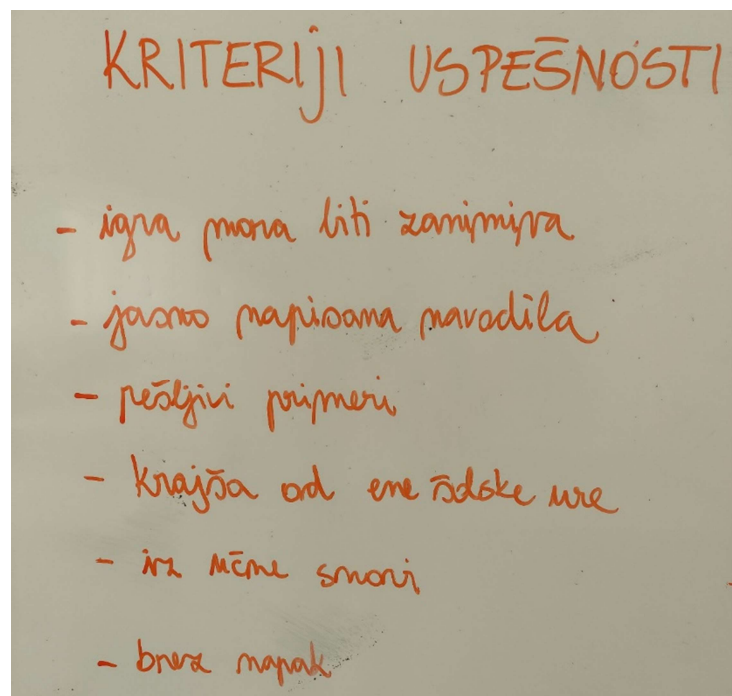 KRITERIJI USPEŠNOSTI
- igra mora biti zanimiva
- jasno napisana navodila
- rešljivi primeri
- krajša od ene šolske ure
- iz učne snovi
- brez napak